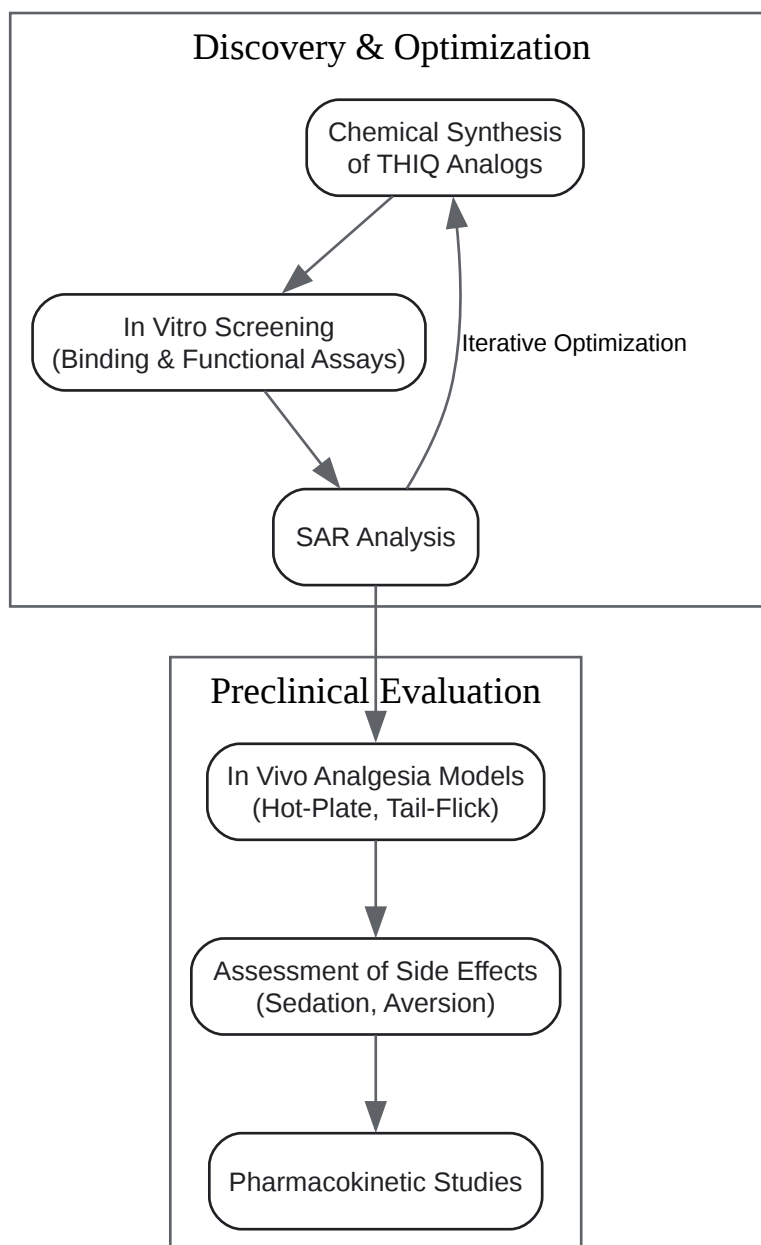 Discovery & Optimization
Chemical Synthesis
of THIQ Analogs
In Vitro Screening
(Binding & Functional Assays)
Iterative Optimization
SAR Analysis
Preclinical Evaluation
In Vivo Analgesia Models
(Hot-Plate, Tail-Flick)
Assessment of Side Effects
(Sedation, Aversion)
Pharmacokinetic Studies